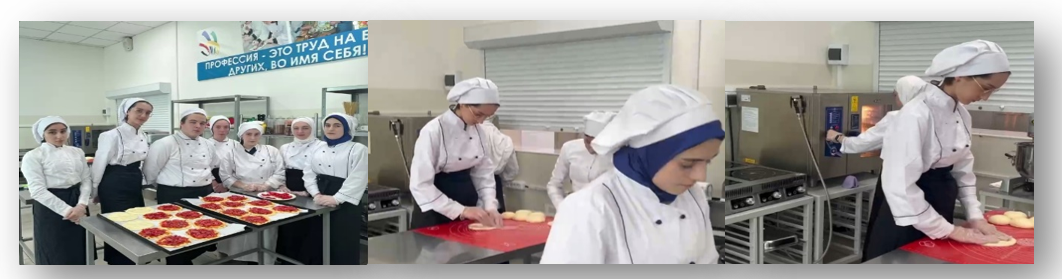 ПРОФЕССИЯ - ЭТО ТРУД НА Б
ДРУГИХ, ВО ИМЯ СЕБЯ!